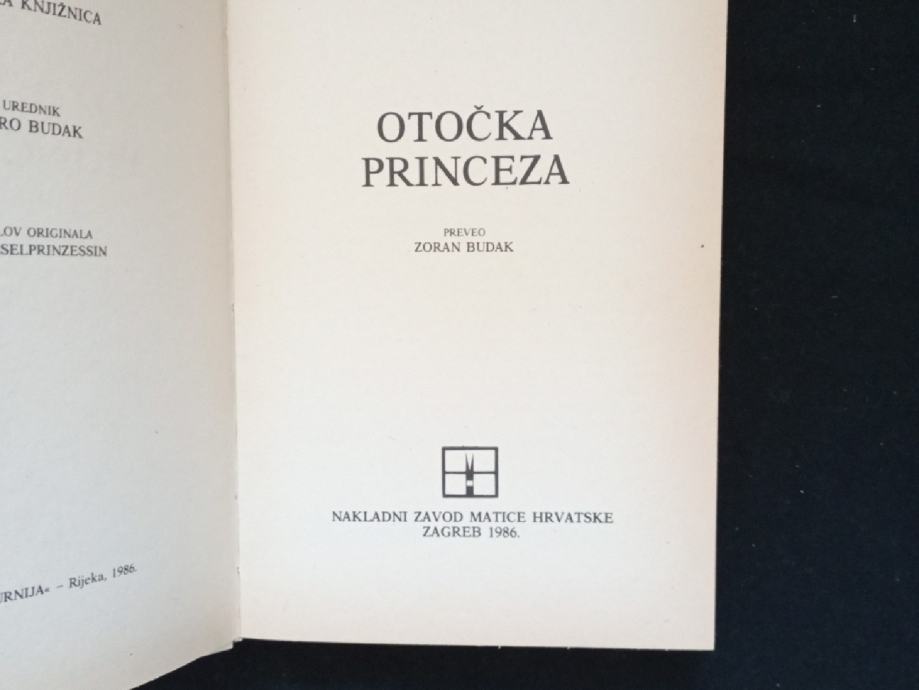 KNJIŽNICA
UREDNIK
RO BUDAK
LOV ORIGINALA
SELPRINZESSIN
URNIJA« – Rijeka, 1986.
OTOČKA
PRINCEZA
PREVEO
ZORAN BUDAK
NAKLADNI ZAVOD MATICE HRVATSKE
ZAGREB 1986.